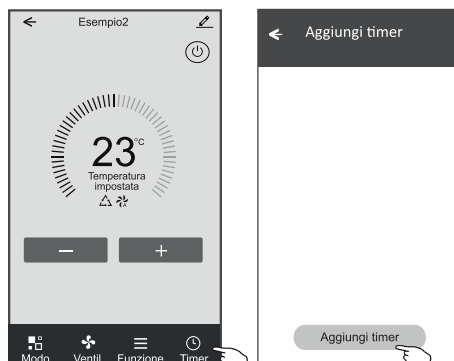 Esempio2
23°C
Temperatura
impostata
A
− +
Modo Ventil Funzione Timer
Aggiungi timer
Aggiungi timer